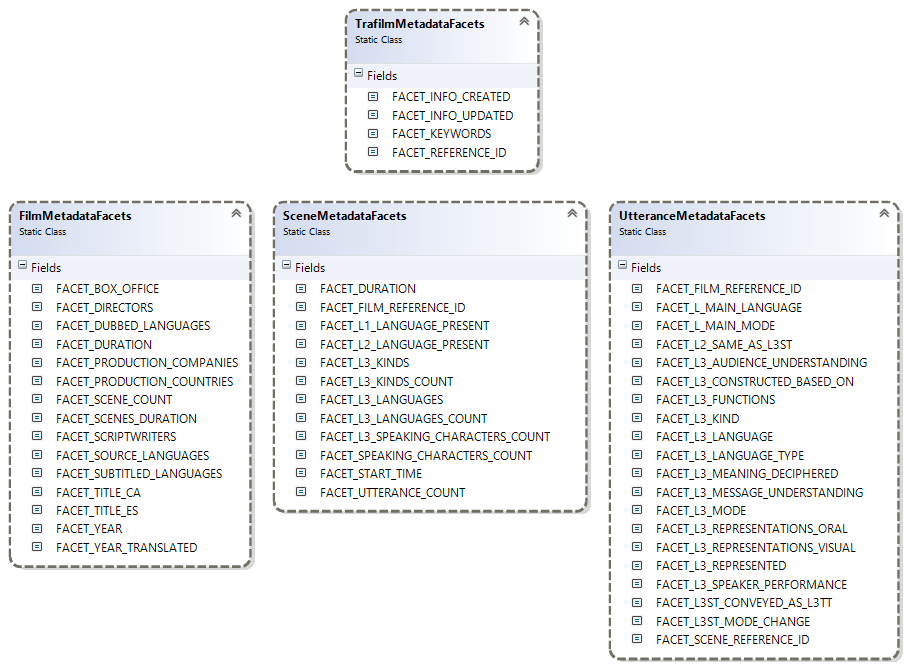 TrafilmMetadataFacets
Static Class
Fields
FACET_INFO_CREATED
FACET_INFO_UPDATED
FACET_KEYWORDS
FACET_REFERENCE_ID
FilmMetadataFacets
Static Class
Fields
FACET_BOX_OFFICE
FACET_DIRECTORS
FACET_DUBBED_LANGUAGES
FACET_DURATION
FACET_PRODUCTION_COMPANIES
FACET_PRODUCTION_COUNTRIES
FACET_SCENE_COUNT
FACET_SCENES_DURATION
FACET_SCRIPTWRITERS
FACET_SOURCE_LANGUAGES
FACET_SUBTITLED_LANGUAGES
FACET_TITLE_CA
FACET_TITLE_ES
FACET_YEAR
FACET_YEAR_TRANSLATED
SceneMetadataFacets
Static Class
Fields
FACET_DURATION
FACET_FILM_REFERENCE_ID
FACET_L1_LANGUAGE_PRESENT
FACET_L2_LANGUAGE_PRESENT
FACET_L3_KINDS
FACET_L3_KINDS_COUNT
FACET_L3_LANGUAGES
FACET_L3_LANGUAGES_COUNT
FACET_L3_SPEAKING_CHARACTERS_COUNT
FACET_SPEAKING_CHARACTERS_COUNT
FACET_START_TIME
FACET_UTTERANCE_COUNT
UtteranceMetadataFacets
Static Class
Fields
FACET_FILM_REFERENCE_ID
FACET_L_MAIN_LANGUAGE
FACET_L_MAIN_MODE
FACET_L2_SAME_AS_L3ST
FACET_L3_AUDIENCE_UNDERSTANDING
FACET_L3_CONSTRUCTED_BASED_ON
FACET_L3_FUNCTIONS
FACET_L3_KIND
FACET_L3_LANGUAGE
FACET_L3_LANGUAGE_TYPE
FACET_L3_MEANING_DECIPHERED
FACET_L3_MESSAGE_UNDERSTANDING
FACET_L3_MODE
FACET_L3_REPRESENTATIONS_ORAL
FACET_L3_REPRESENTATIONS_VISUAL
FACET_L3_REPRESENTED
FACET_L3_SPEAKER_PERFORMANCE
FACET_L3ST_CONVEYED_AS_L3TT
FACET_L3ST_MODE_CHANGE
FACET_SCENE_REFERENCE_ID